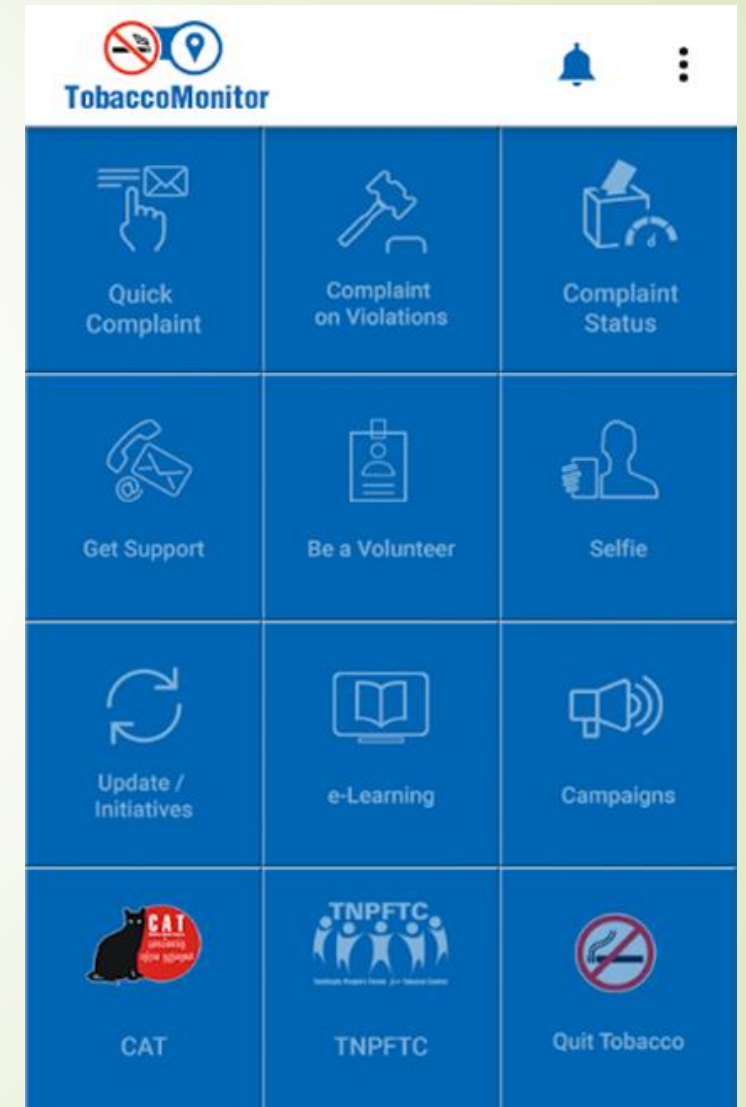 TobaccoMonitor
Quick
Complaint
Complaint
on Violations
Complaint
Status
@
Get Support
Be a Volunteer
Selfie
Update /
Initiatives
e-Learning
Campaigns
CAT
TNPFTC
CAT
TNPFTC
Quit Tobacco